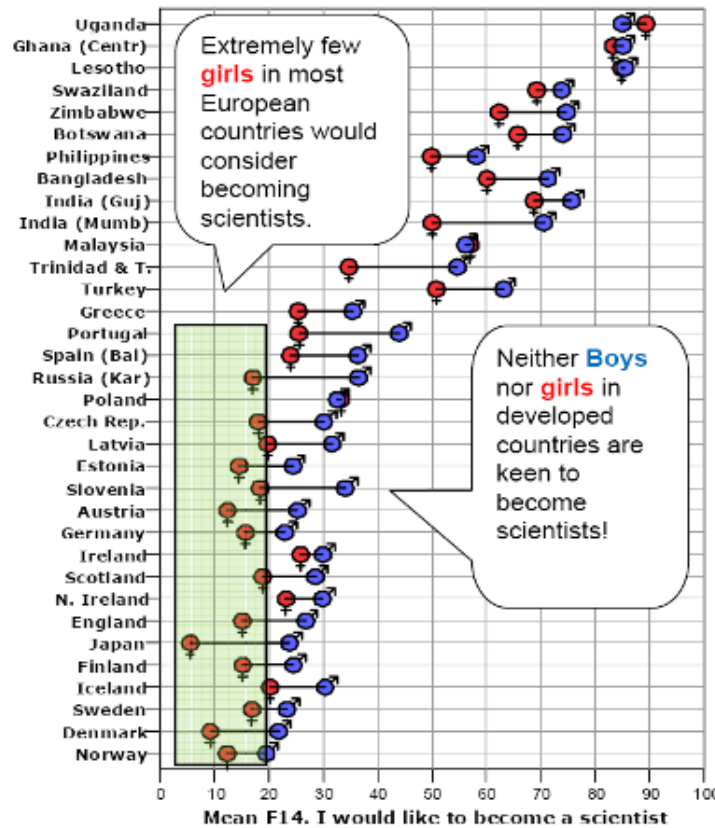 Uganda
Ghana (Centr)
Lesotho
Swaziland
Zimbabwe
Botswana
Philippines
Bangladesh
India (Guj)
India (Mumb)
Malaysia
Trinidad & T.
Turkey
Greece
Portugal
Spain (Bal)
Russia (Kar)
Poland
Czech Rep.
Latvia
Estonia
Slovenia
Austria
Germany
Ireland
Scotland
N. Ireland
England
Japan
Finland
Iceland
Sweden
Denmark
Norway
Extremely few
girls in most
European
countries would
consider
becoming
scientists.
Neither Boys
nor girls in
developed
countries are
keen to
become
scientists!
0 10 20 30 40 50 60 70 80 90 100
Mean F14. I would like to become a scientist